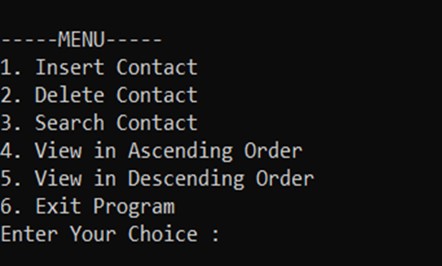 -----MENU-----
1. Insert Contact
2. Delete Contact
3. Search Contact
4. View in Ascending Order
5. View in Descending Order
6. Exit Program
Enter Your Choice :